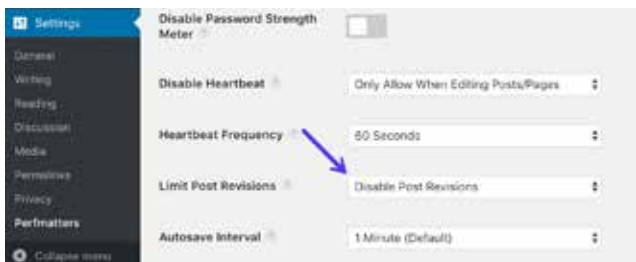 Settings
General
Writing
Reading
Discussion
Media
Permalinks
Privacy
Perfmatters
Collapse menu
Disable Password Strength
Meter
Disable Heartbeat
Only Allow When Editing Posts/Pages
Heartbeat Frequency
60 Seconds
Limit Post Revisions
Disable Post Revisions
Autosave Interval
1 Minute (Default)